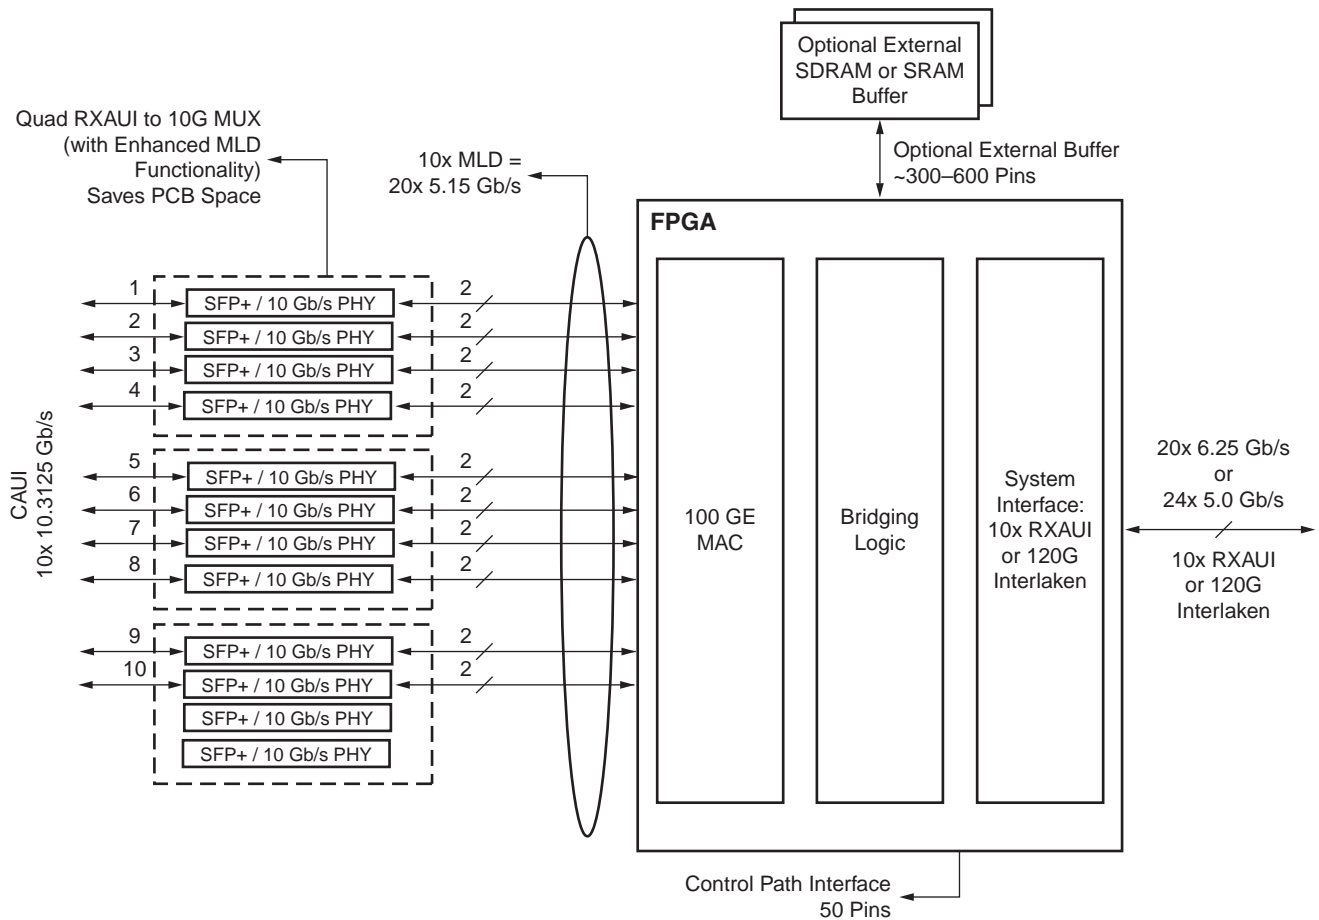 Optional External
SDRAM or SRAM
Buffer
Quad RXAUI to 10G MUX
(with Enhanced MLD
Functionality)
Saves PCB Space
10x MLD =
20x 5.15 Gb/s
Optional External Buffer
~300–600 Pins
FPGA
CAUI
10x 10.3125 Gb/s
1
SFP+ / 10 Gb/s PHY
2
2
SFP+ / 10 Gb/s PHY
2
3
SFP+ / 10 Gb/s PHY
2
4
SFP+ / 10 Gb/s PHY
2
5
SFP+ / 10 Gb/s PHY
2
6
SFP+ / 10 Gb/s PHY
2
7
SFP+ / 10 Gb/s PHY
2
8
SFP+ / 10 Gb/s PHY
2
9
SFP+ / 10 Gb/s PHY
2
10
SFP+ / 10 Gb/s PHY
2
SFP+ / 10 Gb/s PHY
SFP+ / 10 Gb/s PHY
100 GE
MAC
Bridging
Logic
System
Interface:
10x RXAUI
or 120G
Interlaken
20x 6.25 Gb/s
or
24x 5.0 Gb/s
10x RXAUI
or 120G
Interlaken
Control Path Interface
50 Pins